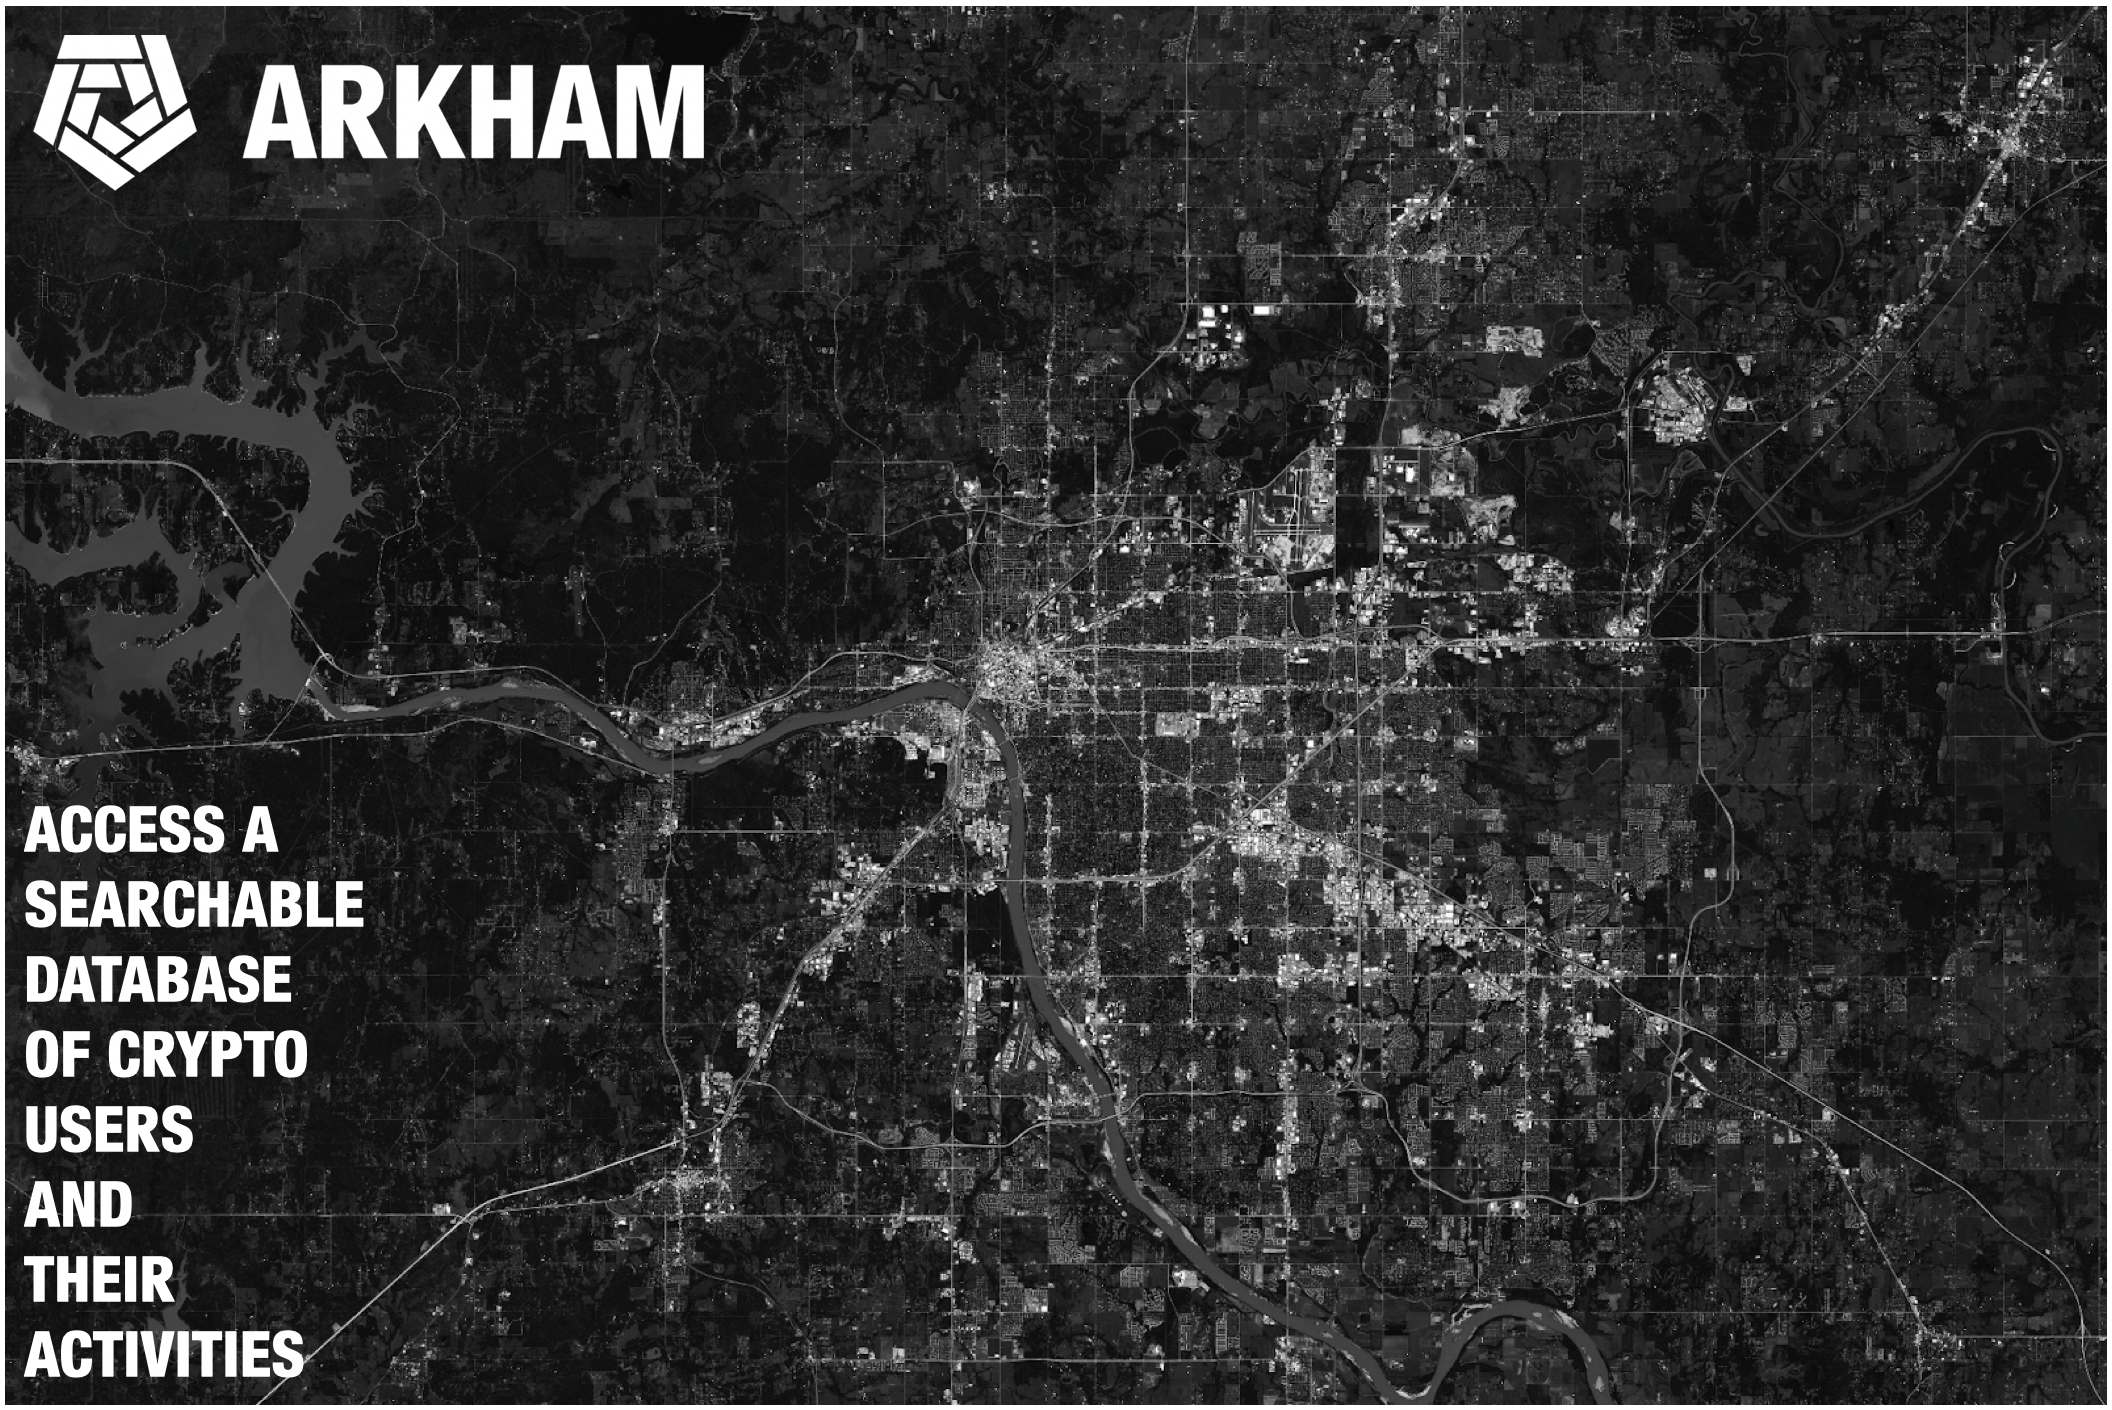 ARKHAM
ACCESS A
SEARCHABLE
DATABASE
OF CRYPTO
USERS
AND
THEIR
ACTIVITIES